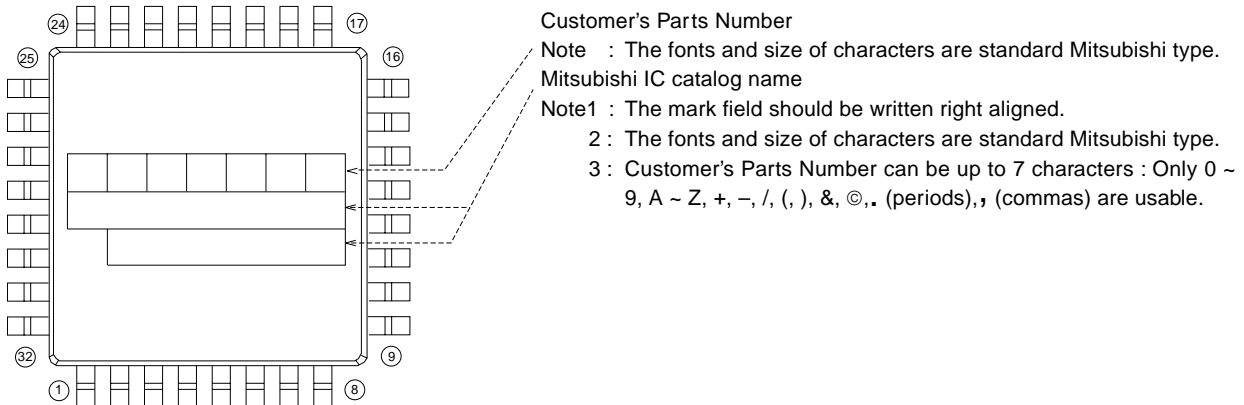 24
17
25
16
32
9
1
8
Customer's Parts Number
Note : The fonts and size of characters are standard Mitsubishi type.
Mitsubishi IC catalog name
Note1 : The mark field should be written right aligned.
2 : The fonts and size of characters are standard Mitsubishi type.
3 : Customer's Parts Number can be up to 7 characters : Only 0 ~
9, A ~ Z, +, –, /, (, ), &, ©,. (periods),, (commas) are usable.